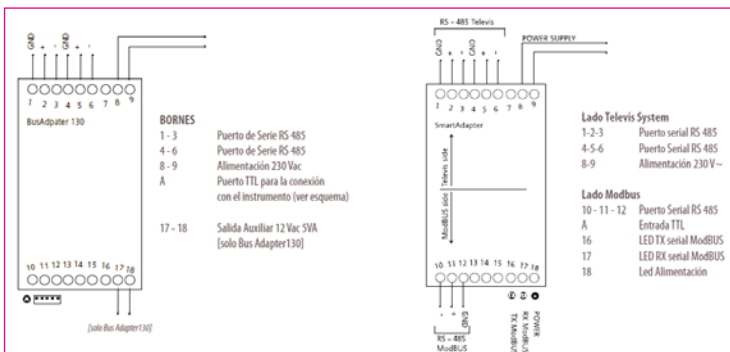 GND + - GND + -
1 2 3 4 5 6 7 8 9
BusAdpater 130
10 11 12 13 14 15 16 17 18
A
[solo Bus Adapter130]
BORNES
1 - 3 Puerto de Serie RS 485
4 - 6 Puerto de Serie RS 485
8 - 9 Alimentación 230 Vac
A Puerto TTL para la conexión
con el instrumento (ver esquema)
17 - 18 Salida Auxiliar 12 Vac 5VA
[solo Bus Adapter130]
RS - 485 Televis
POWER SUPPLY
GND + - GND + -
1 2 3 4 5 6 7 8 9
SmartAdapter
Televis side
ModBUS side
10 11 12 13 14 15 16 17 18
- + GND
RS - 485
ModBUS
TX ModBUS
RX ModBUS
POWER
Lado Televis System
1-2-3 Puerto serial RS 485
4-5-6 Puerto Serial RS 485
8-9 Alimentación 230 V~
Lado Modbus
10 - 11 - 12 Puerto Serial RS 485
A Entrada TTL
16 LED TX serial ModBUS
17 LED RX serial ModBUS
18 Led Alimentación